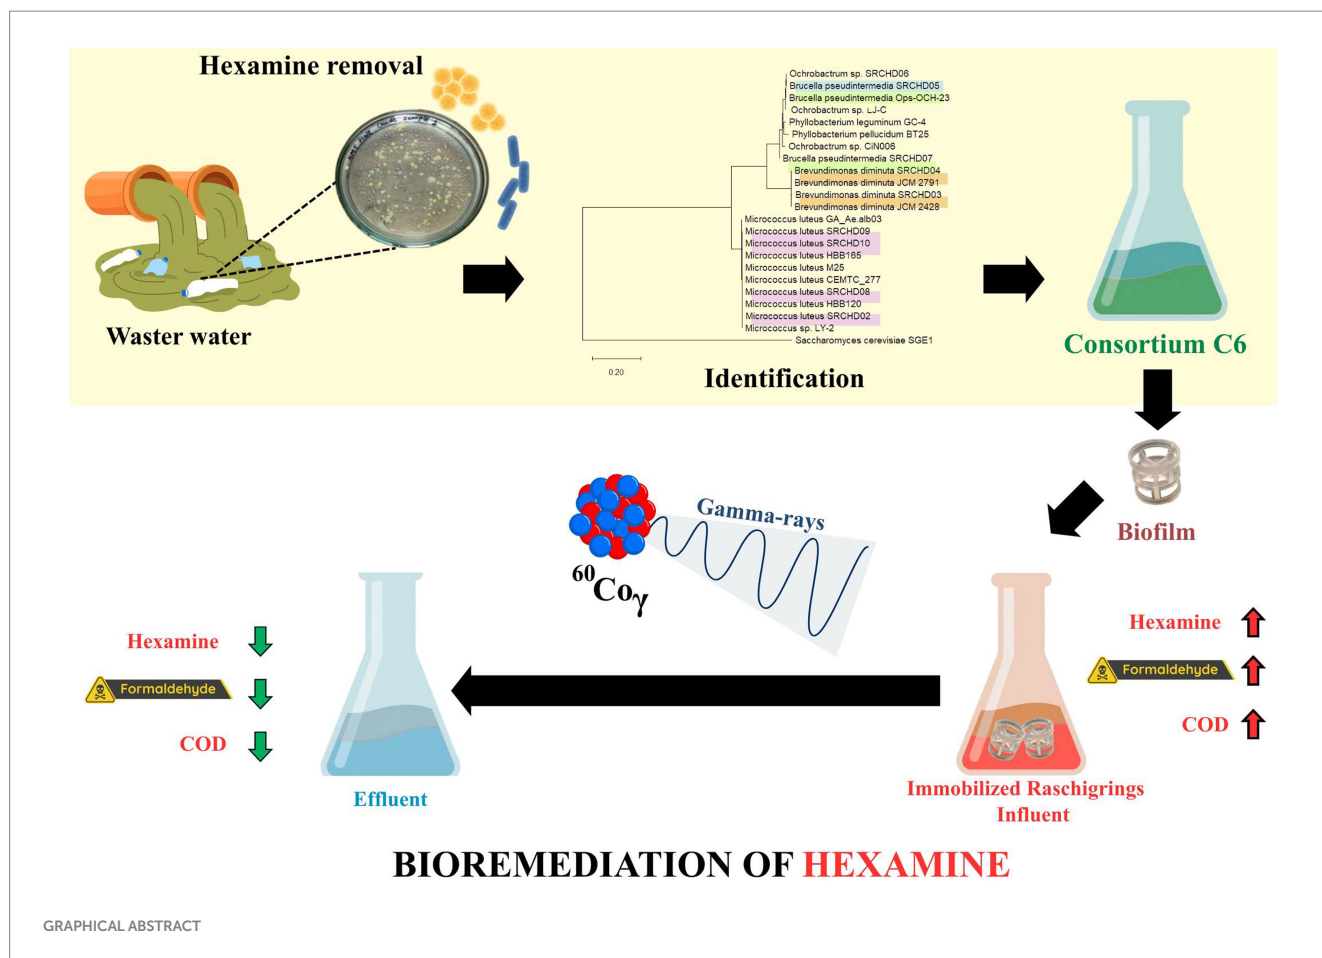 Hexamine removal
Waster water
Ochrobactrum sp. SRCHD06
Brucella pseudintermedia SRCHD05
Brucella pseudintermedia Ops-OCH-23
Ochrobactrum sp. LJ-C
Phyllobacterium leguminum GC-4
Phyllobacterium pellucidum BT25
Ochrobactrum sp. CiN006
Brucella pseudintermedia SRCHD07
Brevundimonas diminuta SRCHD04
Brevundimonas diminuta JCM 2791
Brevundimonas diminuta SRCHD03
Brevundimonas diminuta JCM 2428
Micrococcus luteus GA_Ae.alb03
Micrococcus luteus SRCHD09
Micrococcus luteus SRCHD10
Micrococcus luteus HBB165
Micrococcus luteus M25
Micrococcus luteus CEMTC_277
Micrococcus luteus SRCHD08
Micrococcus luteus HBB120
Micrococcus luteus SRCHD02
Micrococcus sp. LY-2
Saccharomyces cerevisiae SGE1
0.20
Identification
Consortium C6
Biofilm
Gamma-rays
60Coγ
Hexamine
Formaldehyde
COD
Immobilized Raschigrings
Influent
Hexamine
Formaldehyde
COD
Effluent
BIOREMEDIATION OF HEXAMINE
GRAPHICAL ABSTRACT